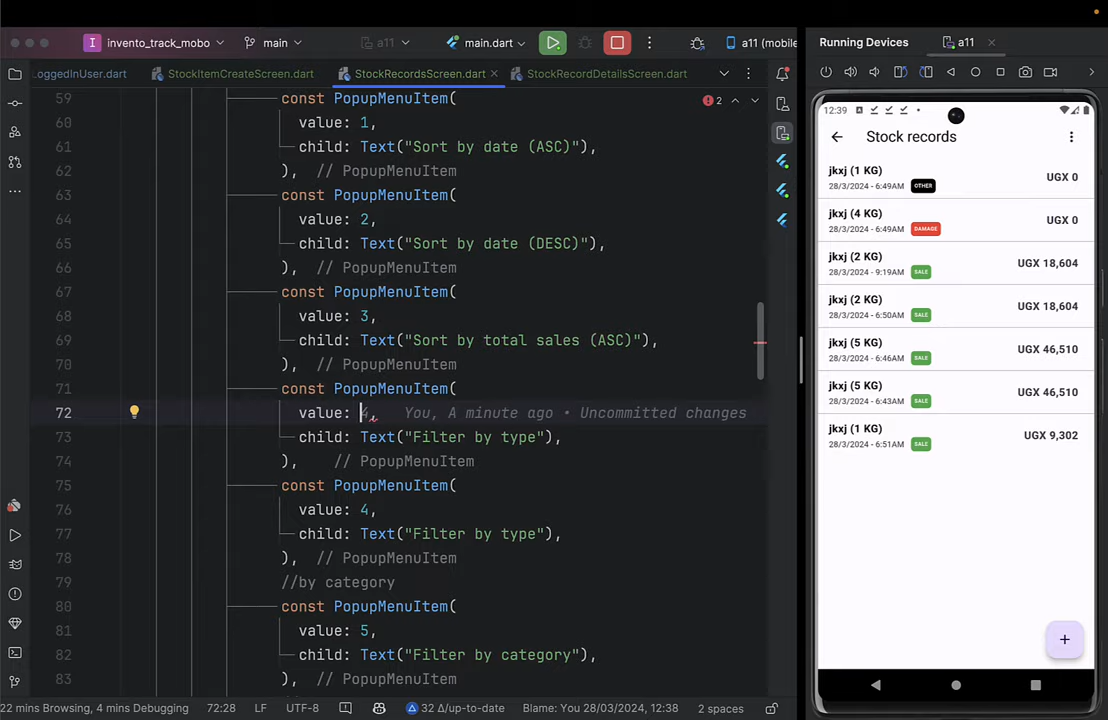 invento_track_mobo
main
a11
main.dart
a11 (mobile
Running Devices
a11
.oggedInUser.dart
StockItemCreateScreen.dart
StockRecordsScreen.dart
StockRecordDetailsScreen.dart
59 const PopupMenuItem(
2
60 value: 1,
61 child: Text("Sort by date (ASC)"),
62 ), // PopupMenuItem
63 const PopupMenuItem(
64 value: 2,
65 child: Text("Sort by date (DESC)"),
66 ), // PopupMenuItem
67 const PopupMenuItem(
68 value: 3,
69 child: Text("Sort by total sales (ASC)"),
70 ), // PopupMenuItem
71 const PopupMenuItem(
72 value: 4, You, A minute ago • Uncommitted changes
73 child: Text("Filter by type"),
74 ), // PopupMenuItem
75 const PopupMenuItem(
76 value: 4,
77 child: Text("Filter by type"),
78 ), // PopupMenuItem
79 //by category
80 const PopupMenuItem(
81 value: 5,
82 child: Text("Filter by category"),
83 ), // PopupMenuItem
22 mins Browsing, 4 mins Debugging
72:28
LF
UTF-8
32 Δ/up-to-date
Blame: You 28/03/2024, 12:38
2 spaces
12:39
Stock records
jkxj (1 KG)
28/3/2024 - 6:49AM OTHER
UGX 0
jkxj (4 KG)
28/3/2024 - 6:49AM DAMAGE
UGX 0
jkxj (2 KG)
28/3/2024 - 9:19AM SALE
UGX 18,604
jkxj (2 KG)
28/3/2024 - 6:50AM SALE
UGX 18,604
jkxj (5 KG)
28/3/2024 - 6:46AM SALE
UGX 46,510
jkxj (5 KG)
28/3/2024 - 6:43AM SALE
UGX 46,510
jkxj (1 KG)
28/3/2024 - 6:51AM SALE
UGX 9,302
+